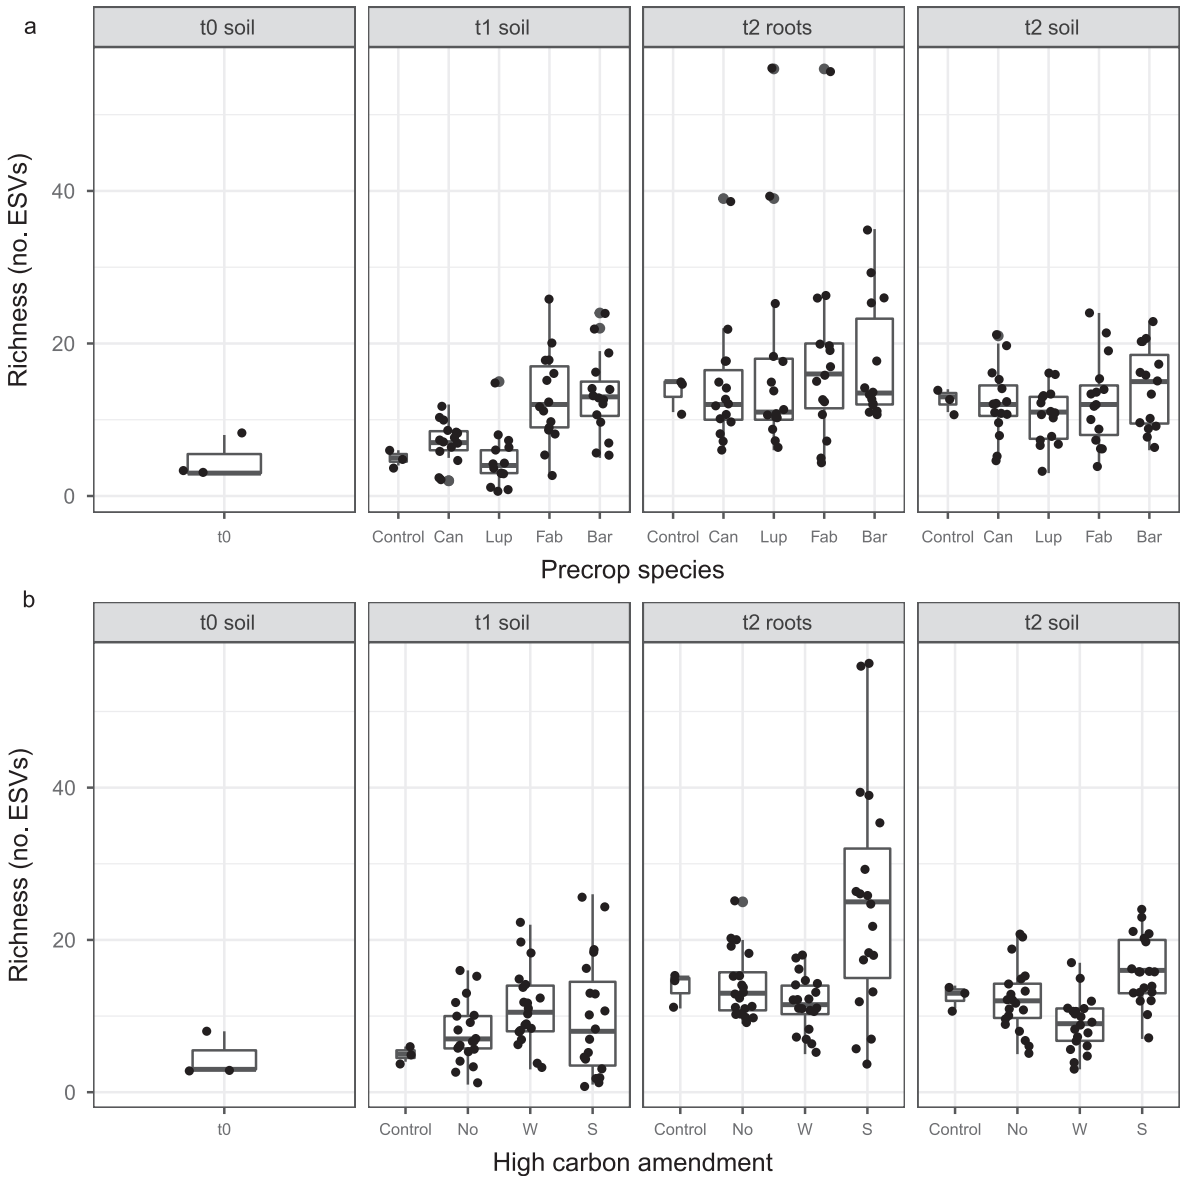 a
t0 soil t1 soil t2 roots t2 soil
Richness (no. ESVs)
40
20
0
t0 Control Can Lup Fab Bar Control Can Lup Fab Bar Control Can Lup Fab Bar
Precrop species
b
t0 soil t1 soil t2 roots t2 soil
Richness (no. ESVs)
40
20
0
t0 Control No W S Control No W S Control No W S
High carbon amendment